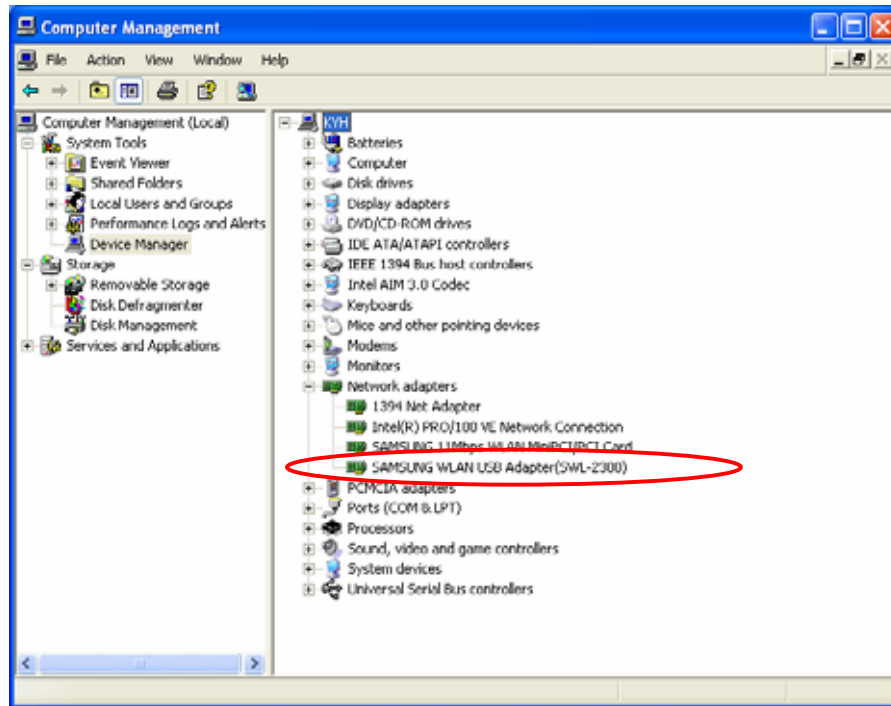 Computer Management
File Action View Window Help
Computer Management (Local)
System Tools
Event Viewer
Shared Folders
Local Users and Groups
Performance Logs and Alerts
Device Manager
Storage
Removable Storage
Disk Defragmenter
Disk Management
Services and Applications
KYH
Batteries
Computer
Disk drives
Display adapters
DVD/CD-ROM drives
IDE ATA/ATAPI controllers
IEEE 1394 Bus host controllers
Intel AIM 3.0 Codec
Keyboards
Mice and other pointing devices
Modems
Monitors
Network adapters
1394 Net Adapter
Intel(R) PRO/100 VE Network Connection
SAMSUNG 11Mbps WLAN MiniPCI/PCI Card
SAMSUNG WLAN USB Adapter(SWL-2300)
PCMCIA adapters
Ports (COM & LPT)
Processors
Sound, video and game controllers
System devices
Universal Serial Bus controllers